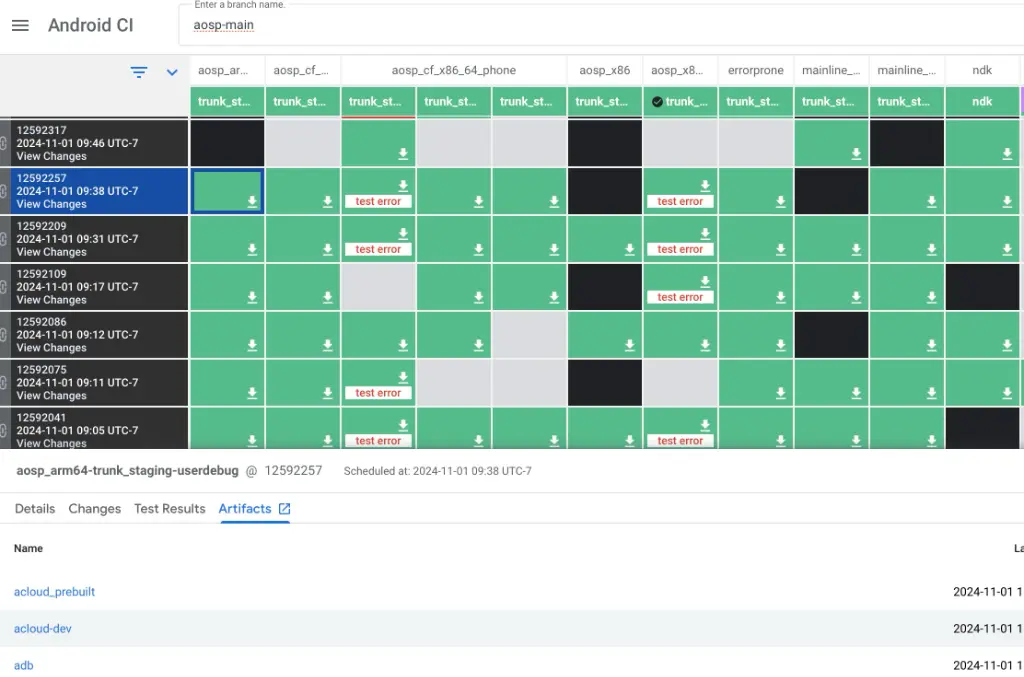 Enter a branch name.
Android CI
aosp-main
aosp_ar...
aosp_cf_...
aosp_cf_x86_64_phone
aosp_x86
aosp_x8...
errorprone
mainline_...
mainline_...
ndk
trunk_st...
trunk_st...
trunk_st...
trunk_st...
trunk_st...
trunk_st...
trunk_...
trunk_st...
trunk_st...
trunk_st...
ndk
12592317
2024-11-01 09:46 UTC-7
View Changes
12592257
2024-11-01 09:38 UTC-7
View Changes
test error
test error
12592209
2024-11-01 09:31 UTC-7
View Changes
test error
test error
12592109
2024-11-01 09:17 UTC-7
View Changes
test error
12592086
2024-11-01 09:12 UTC-7
View Changes
12592075
2024-11-01 09:11 UTC-7
View Changes
test error
12592041
2024-11-01 09:05 UTC-7
View Changes
test error
test error
aosp_arm64-trunk_staging-userdebug @ 12592257 Scheduled at: 2024-11-01 09:38 UTC-7
Details Changes Test Results Artifacts
Name La
acloud_prebuilt 2024-11-01 1
acloud-dev 2024-11-01 1
adb 2024-11-01 1